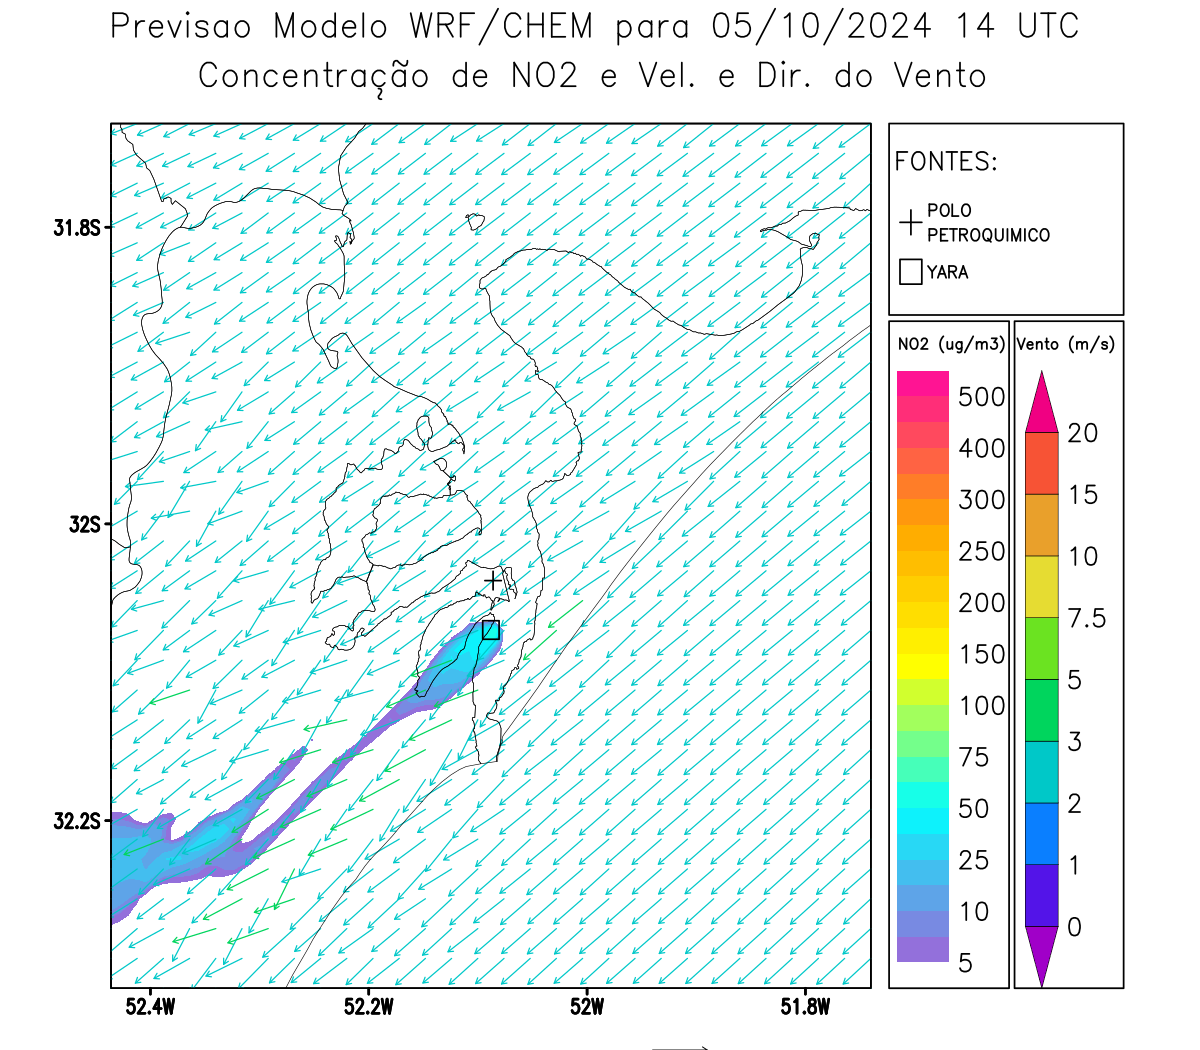 Previsao Modelo WRF/CHEM para 05/10/2024 14 UTC
Concentração de NO2 e Vel. e Dir. do Vento
FONTES:
POLO
PETROQUIMICO
YARA
NO2 (ug/m3)
500
400
300
250
200
150
100
75
50
25
10
5
Vento (m/s)
20
15
10
7.5
5
3
2
1
0
31.8S
32S
32.2S
52.4W
52.2W
52W
51.8W